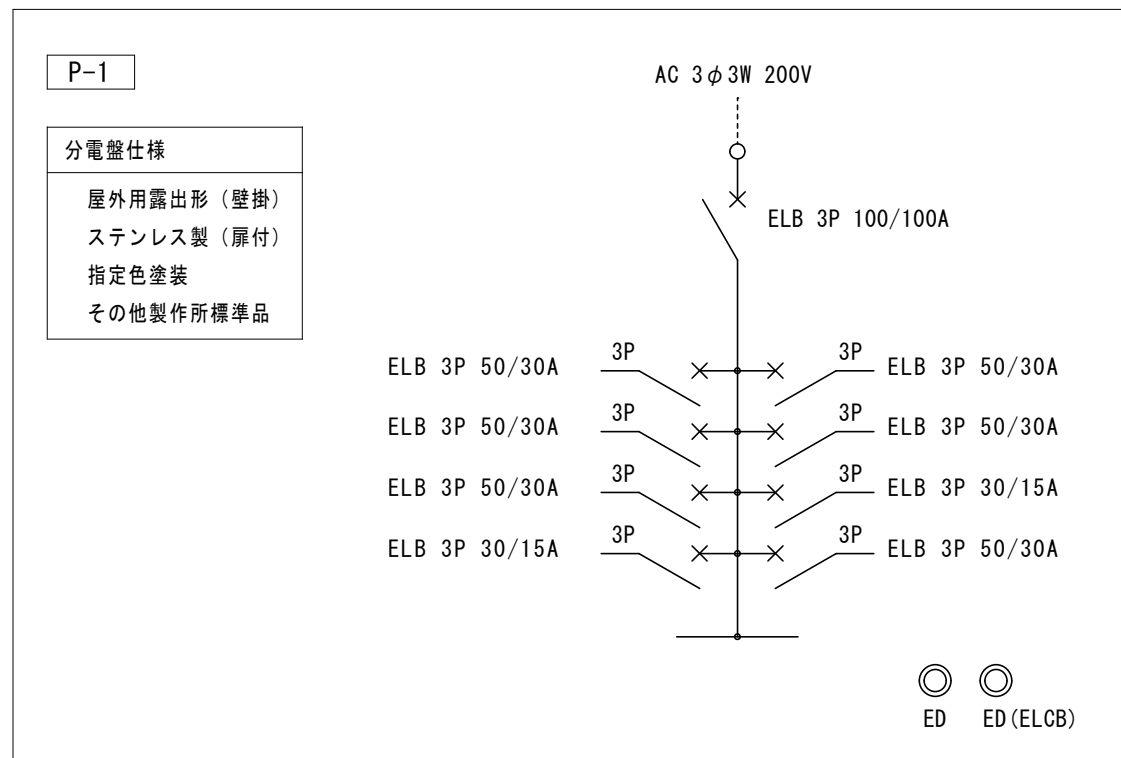 P-1
AC 3φ3W 200V
分電盤仕様
屋外用露出形（壁掛）
ステンレス製（扉付）
指定色塗装
その他製作所標準品
ELB 3P 100/100A
ELB 3P 50/30A 3P 3P ELB 3P 50/30A
ELB 3P 50/30A 3P 3P ELB 3P 50/30A
ELB 3P 50/30A 3P 3P ELB 3P 30/15A
ELB 3P 30/15A 3P 3P ELB 3P 50/30A
ED ED(ELCB)